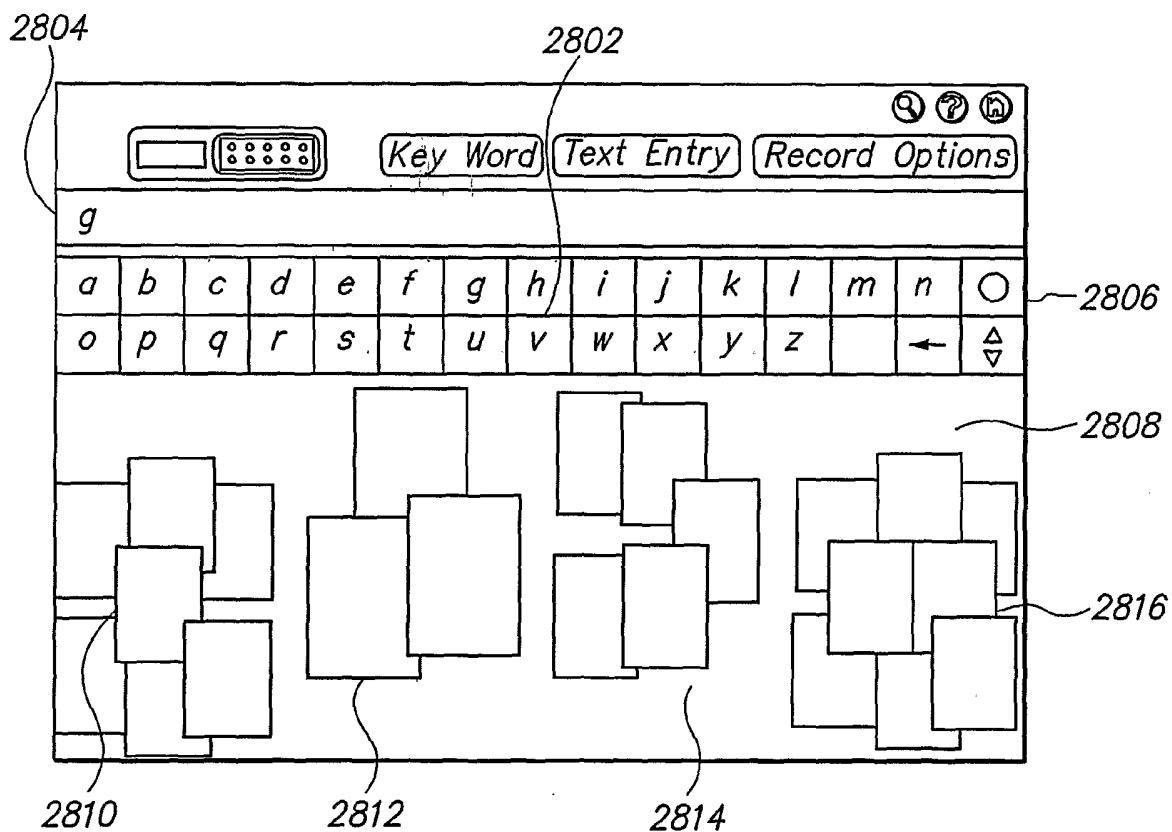 2804
2802
Key Word Text Entry Record Options
g
a b c d e f g h i j k l m n
2806
o p q r s t u v w x y z
2808
2816
2810 2812 2814